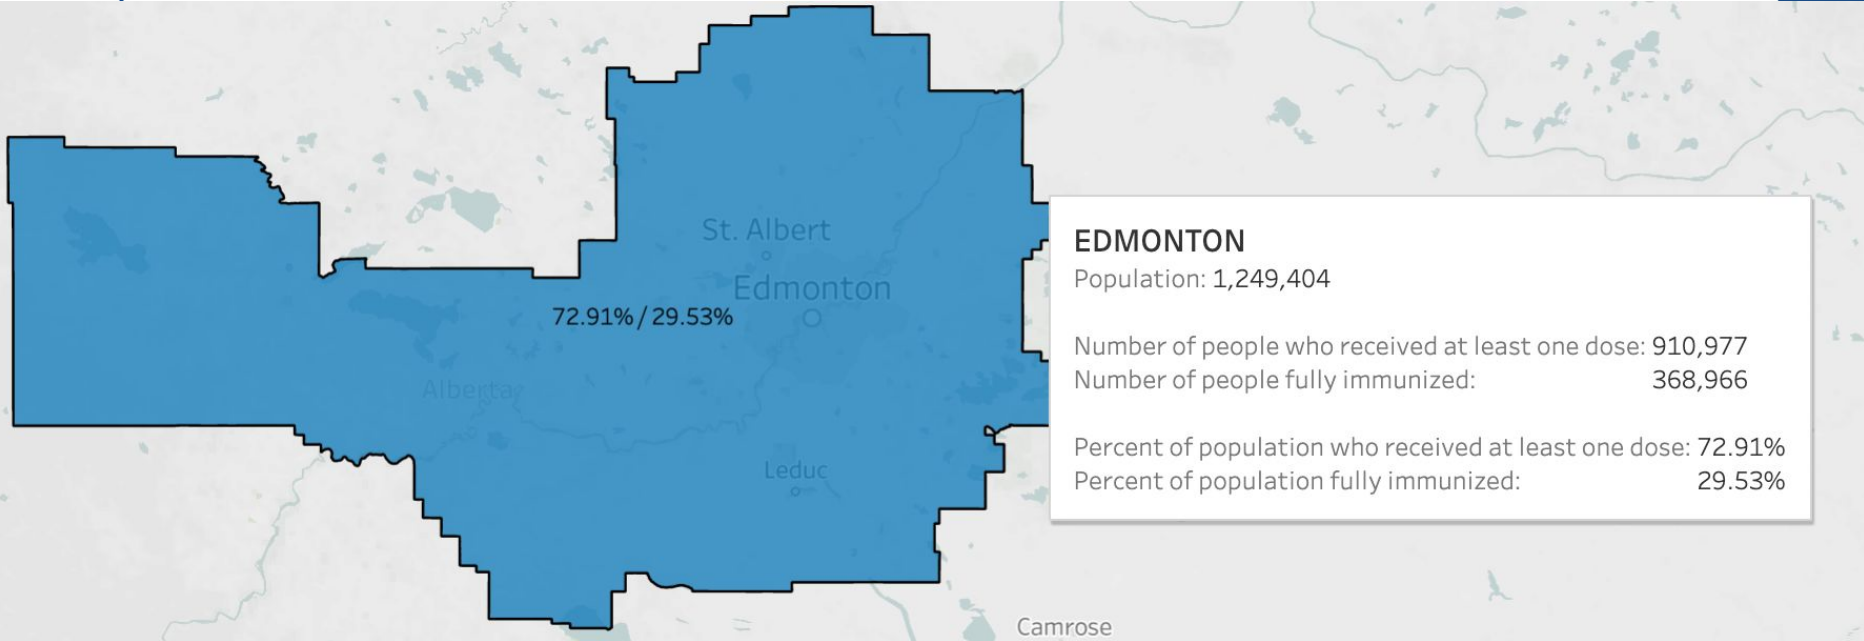 St. Albert
Edmonton
72.91% / 29.53%
Alberta
Leduc
Camrose
EDMONTON
Population: 1,249,404
Number of people who received at least one dose: 910,977
Number of people fully immunized: 368,966
Percent of population who received at least one dose: 72.91%
Percent of population fully immunized: 29.53%